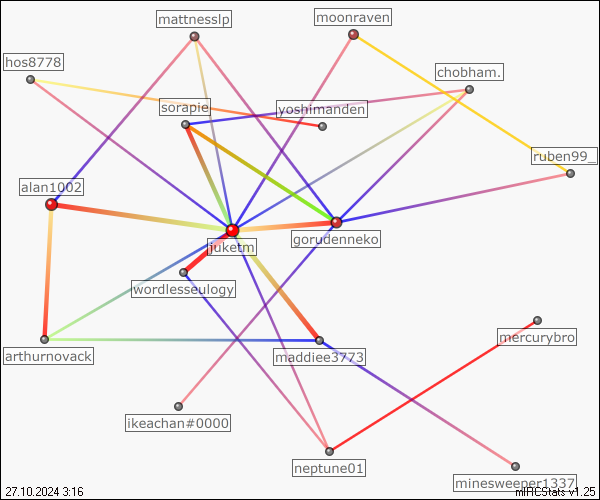 mattnesslp
moonraven
hos8778
chobham.
sorapie
yoshimanden
ruben99_
alan1002
juketm
gorudenneko
wordlesseulogy
arthurnovack
maddiee3773
mercurybro
ikeachan#0000
neptune01
minesweeper1337
27.10.2024 3:16
mIRCStats v1.25